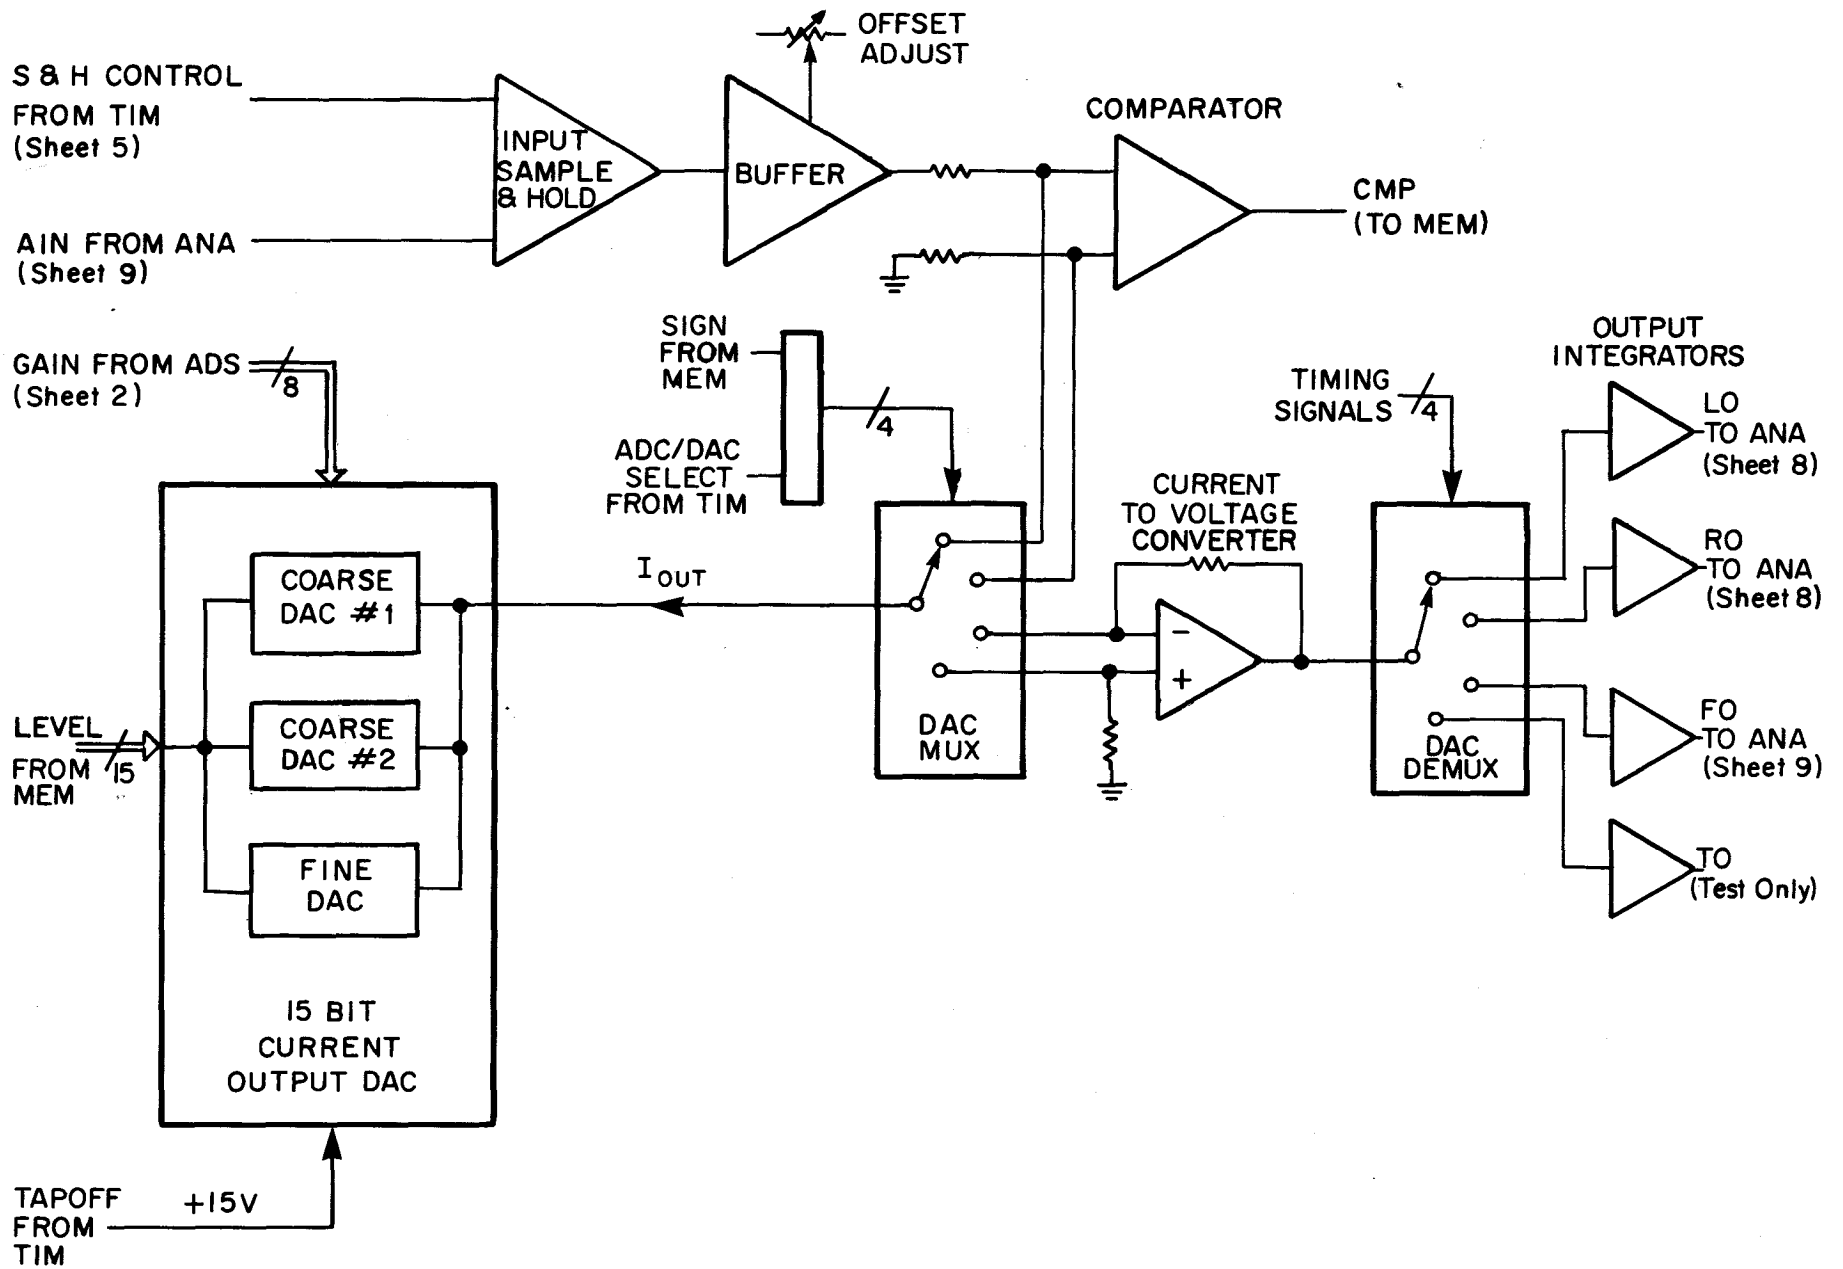 OFFSET
ADJUST
S & H CONTROL
FROM TIM
(Sheet 5)
INPUT
SAMPLE
& HOLD
BUFFER
COMPARATOR
CMP
(TO MEM)
AIN FROM ANA
(Sheet 9)
GAIN FROM ADS
(Sheet 2)
8
SIGN
FROM
MEM
4
ADC/DAC
SELECT
FROM TIM
TIMING
SIGNALS
4
OUTPUT
INTEGRATORS
LO
TO ANA
(Sheet 8)
RO
TO ANA
(Sheet 8)
FO
TO ANA
(Sheet 9)
TO
(Test Only)
CURRENT
TO VOLTAGE
CONVERTER
−
+
DAC
MUX
DAC
DEMUX
IOUT
COARSE
DAC #1
COARSE
DAC #2
FINE
DAC
LEVEL
FROM
MEM
15
15 BIT
CURRENT
OUTPUT DAC
TAPOFF
FROM
TIM
+15V